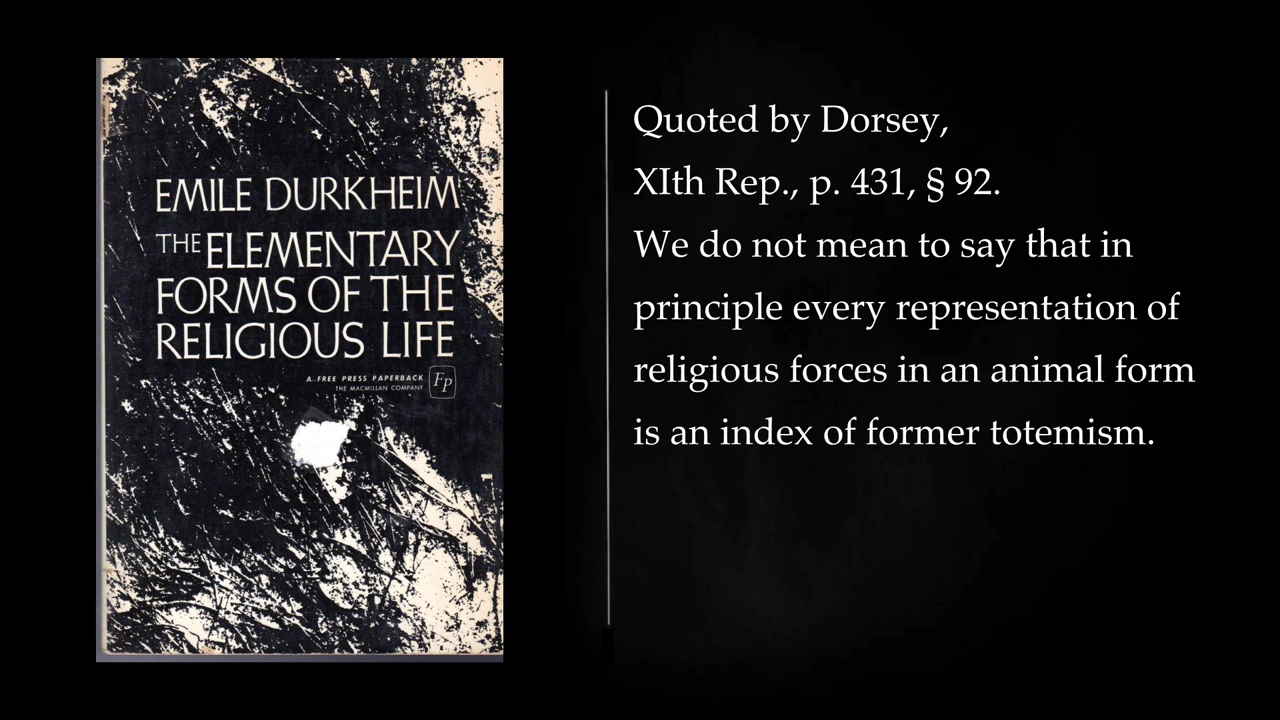 EMILE DURKHEIM
THE ELEMENTARY
FORMS OF THE
RELIGIOUS LIFE
A FREE PRESS PAPERBACK
THE MACMILLAN COMPANY
Fp
Quoted by Dorsey,
XIth Rep., p. 431, § 92.
We do not mean to say that in
principle every representation of
religious forces in an animal form
is an index of former totemism.